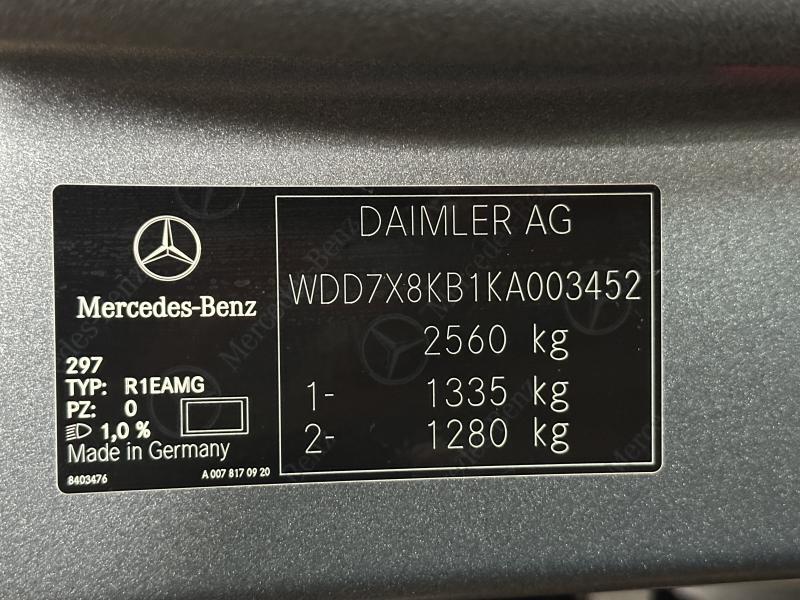 Mercedes-Benz
297
TYP: R1EAMG
PZ: 0
1,0 %
Made in Germany
8403476
A 007 817 09 20
DAIMLER AG
WDD7X8KB1KA003452
2560 kg
1- 1335 kg
2- 1280 kg